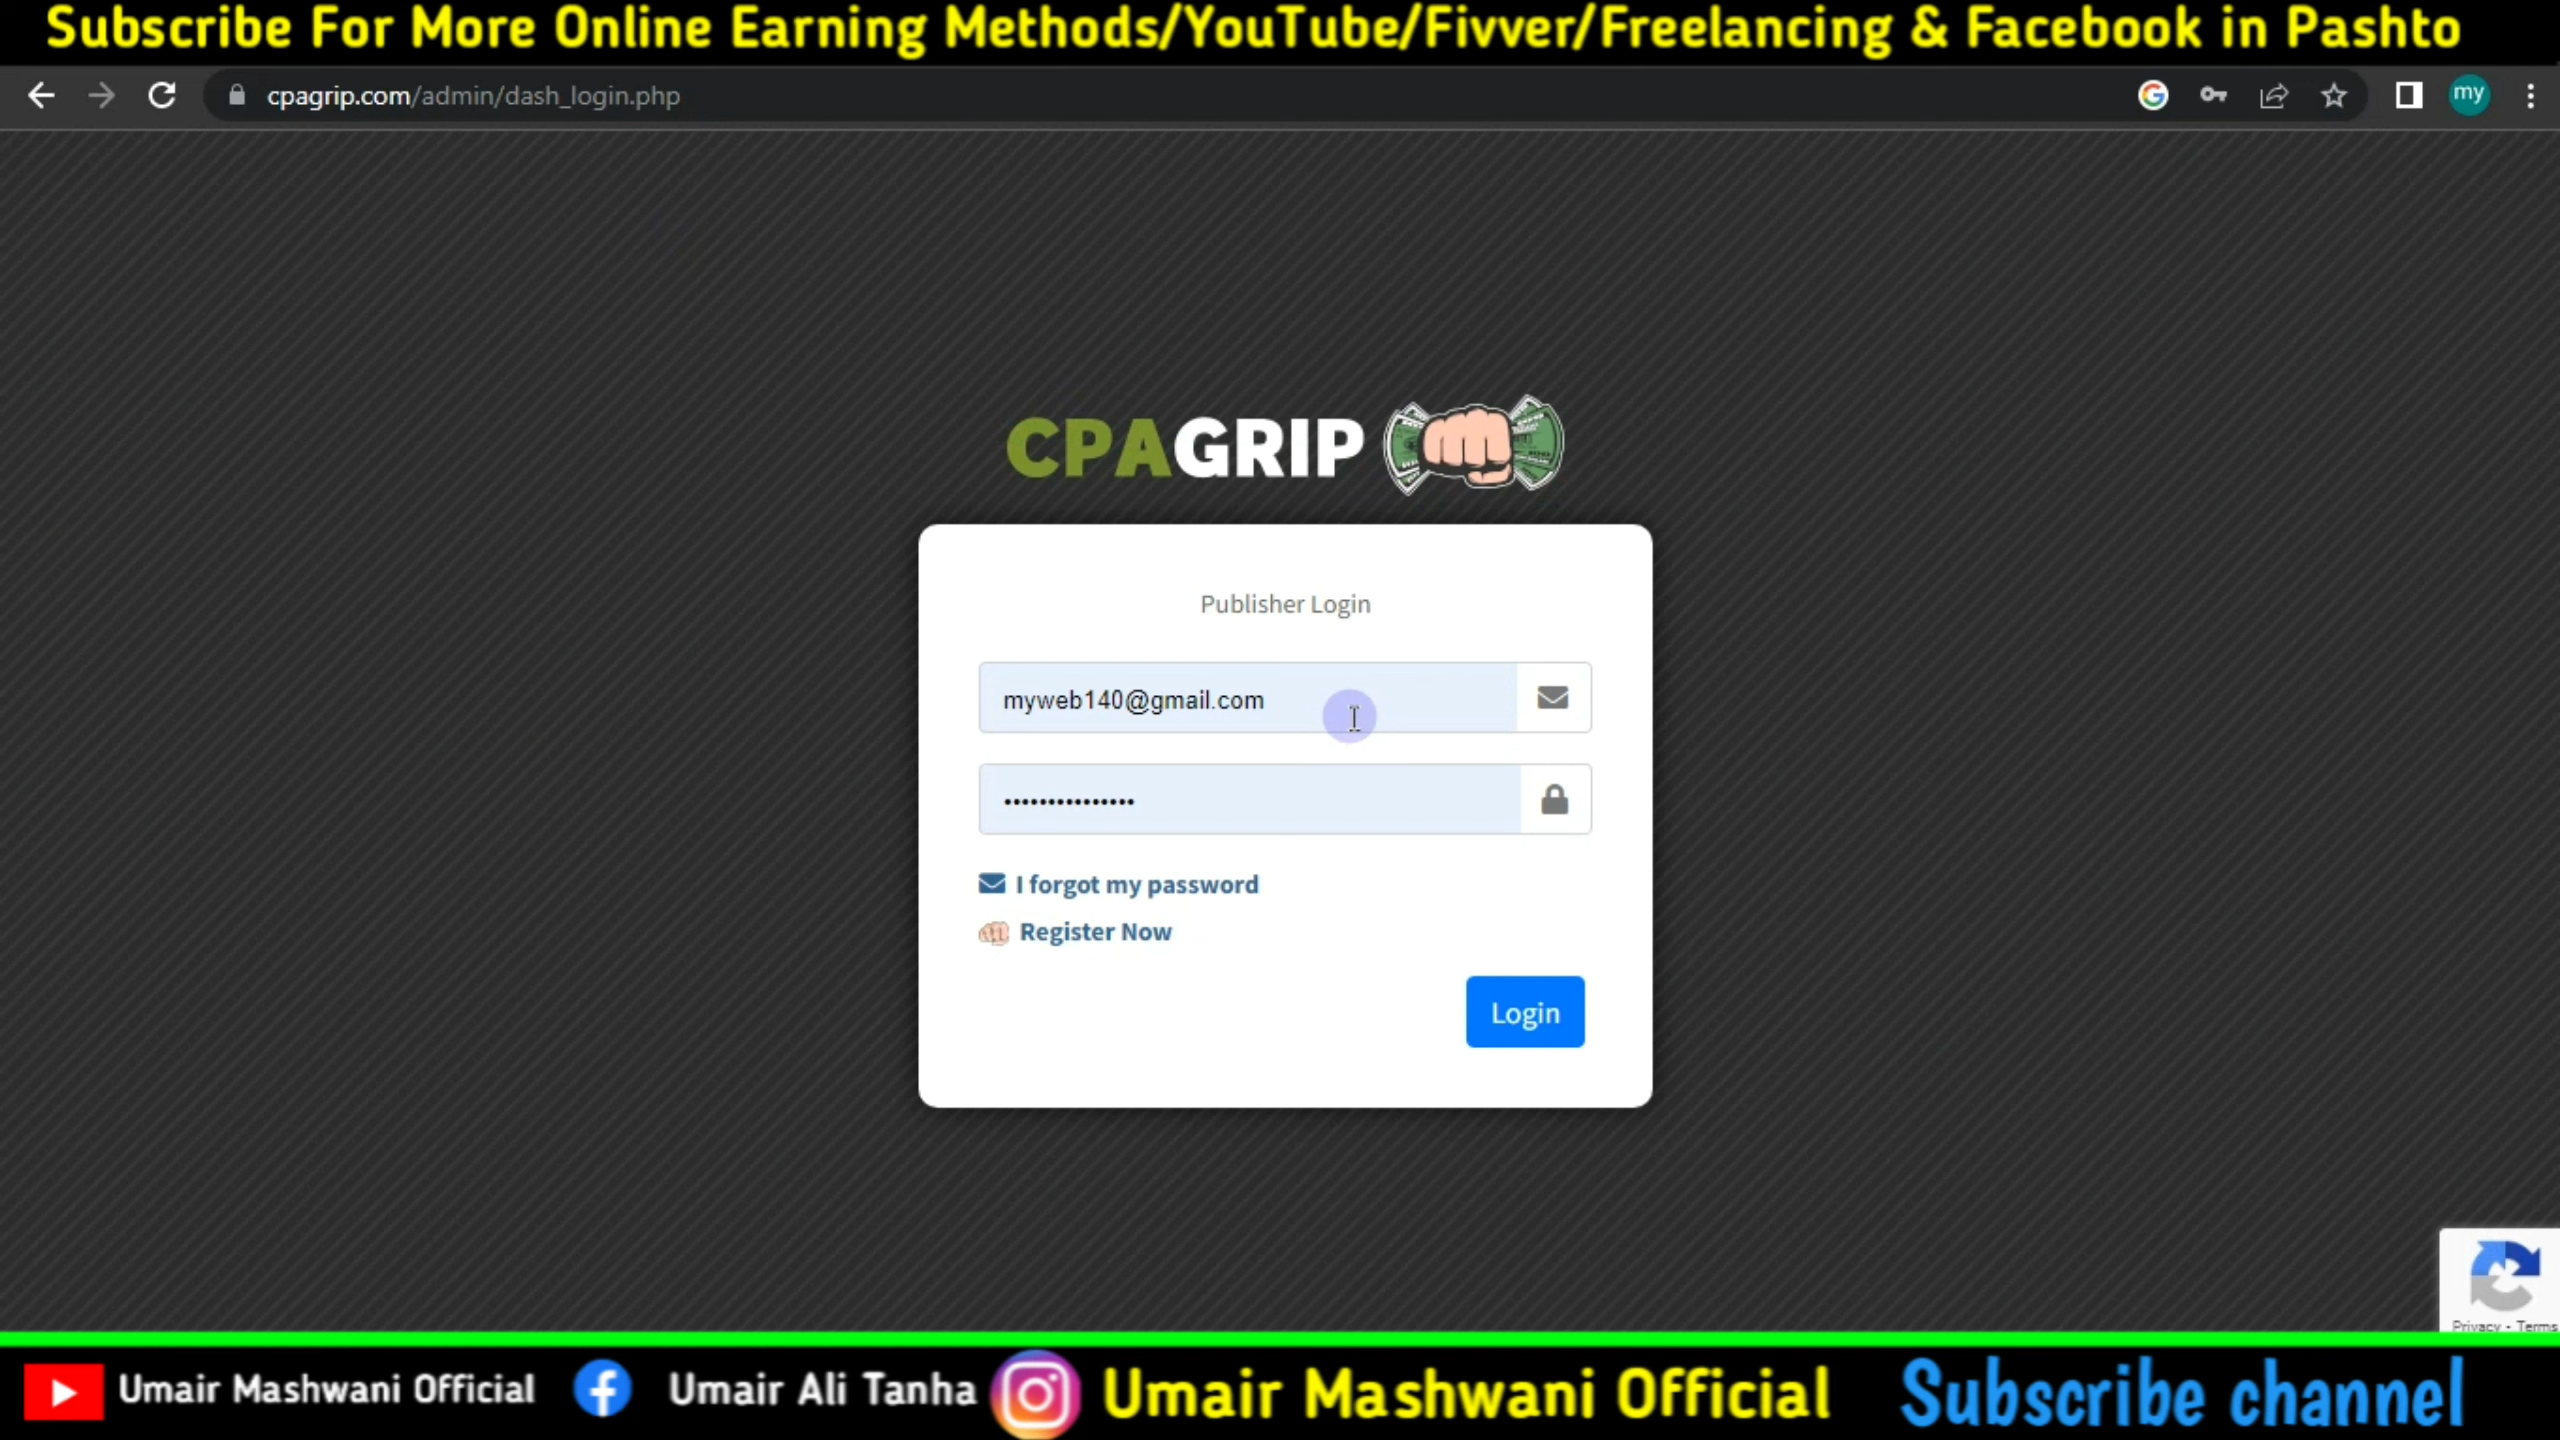 Subscribe For More Online Earning Methods/YouTube/Fivver/Freelancing & Facebook in Pashto
cpagrip.com/admin/dash_login.php
my
CPAGRIP
Publisher Login
myweb140@gmail.com
•••••••••••••••
I forgot my password
Register Now
Login
Privacy - Terms
Umair Mashwani Official
Umair Ali Tanha
Umair Mashwani Official
Subscribe channel